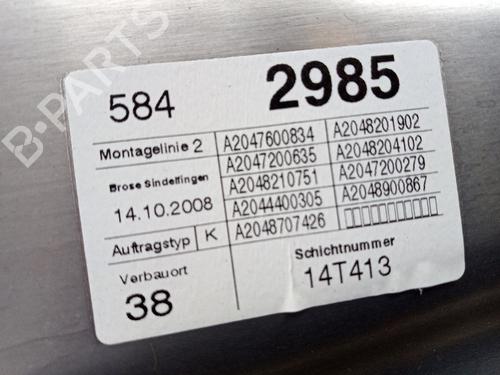 B-PARTS
584 2985
Montagelinie 2 A2047600834 A2048201902
A2047200635 A2048204102
Brose Sindelfingen A2048210751 A2047200279
14.10.2008 A2044400305 A2048900867
Auftragstyp K A2048707426
Verbauort Schichtnummer
38 14T413